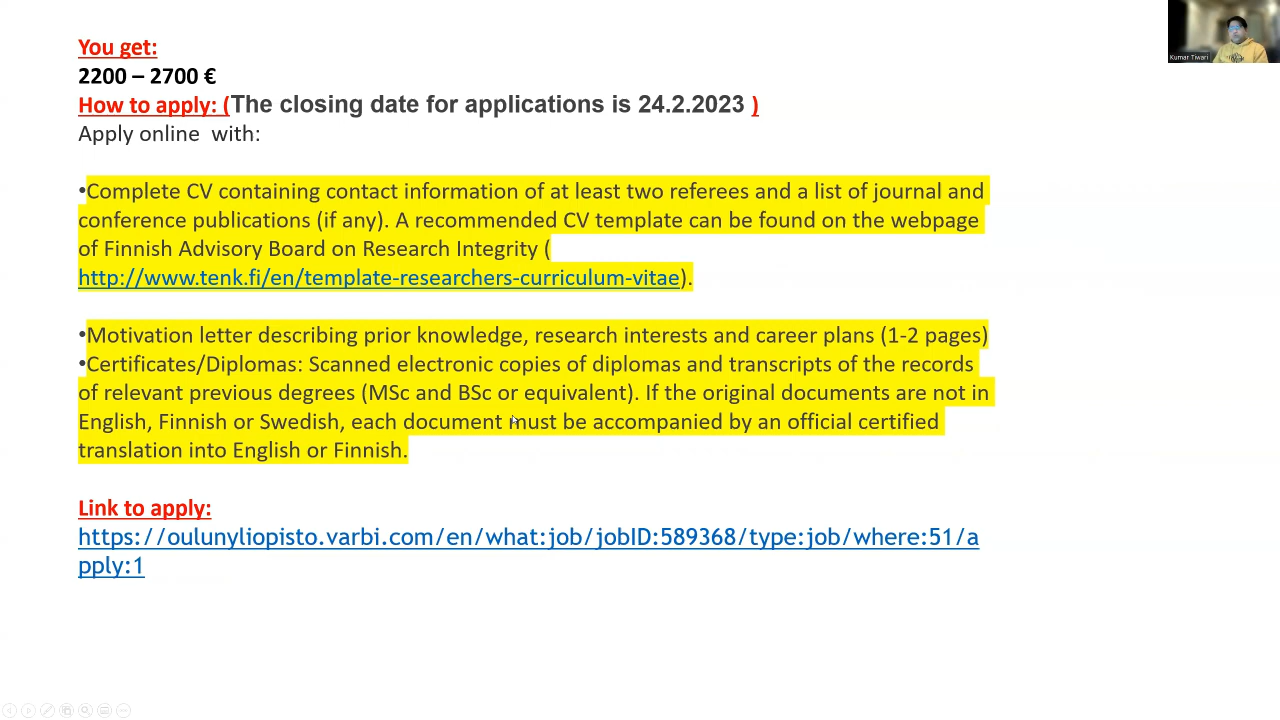 You get:
2200 – 2700 €
How to apply: (The closing date for applications is 24.2.2023 )
Apply online  with:
•Complete CV containing contact information of at least two referees and a list of journal and
conference publications (if any). A recommended CV template can be found on the webpage
of Finnish Advisory Board on Research Integrity (
http://www.tenk.fi/en/template-researchers-curriculum-vitae).
•Motivation letter describing prior knowledge, research interests and career plans (1-2 pages)
•Certificates/Diplomas: Scanned electronic copies of diplomas and transcripts of the records
of relevant previous degrees (MSc and BSc or equivalent). If the original documents are not in
English, Finnish or Swedish, each document must be accompanied by an official certified
translation into English or Finnish.
Link to apply:
https://oulunyliopisto.varbi.com/en/what:job/jobID:589368/type:job/where:51/a
pply:1
Kumar Tiwari